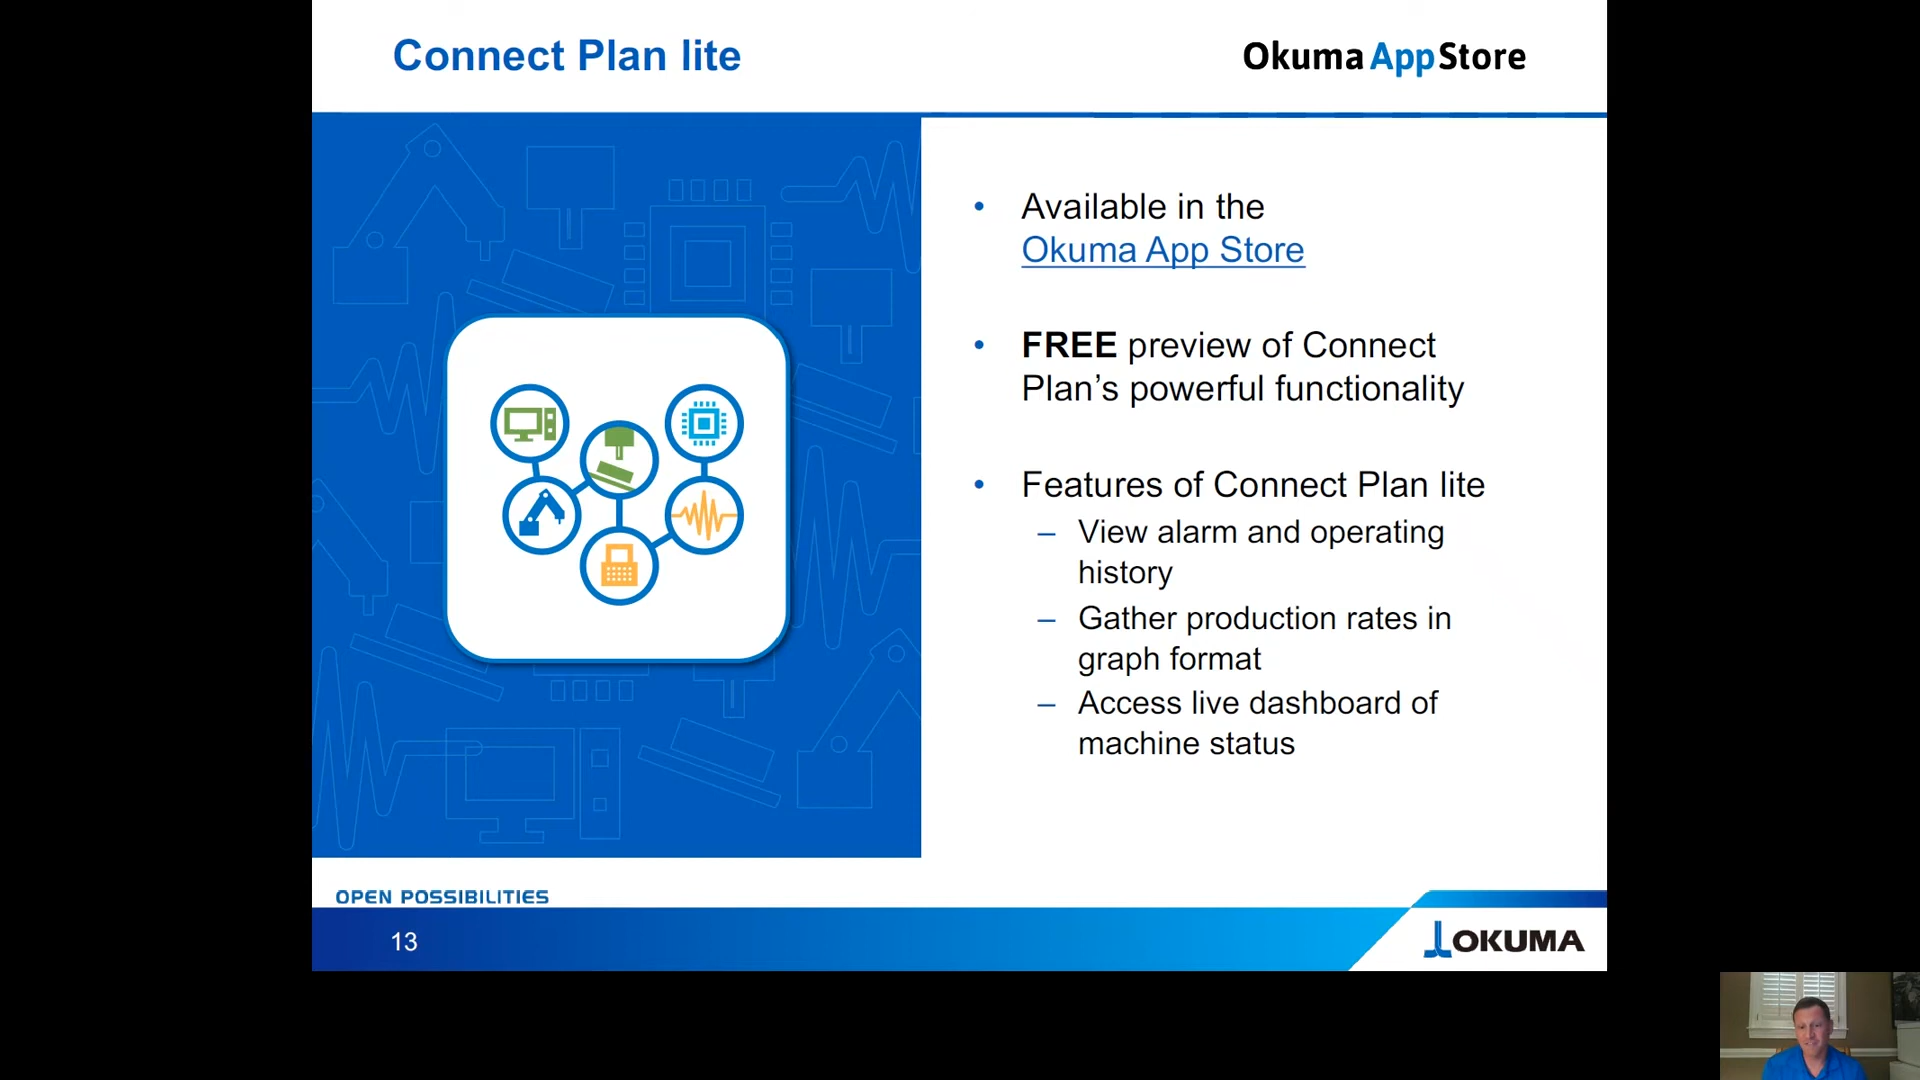 Connect Plan lite
Okuma App Store
• Available in the
Okuma App Store
• FREE preview of Connect
Plan’s powerful functionality
• Features of Connect Plan lite
– View alarm and operating
history
– Gather production rates in
graph format
– Access live dashboard of
machine status
OPEN POSSIBILITIES
13
OKUMA